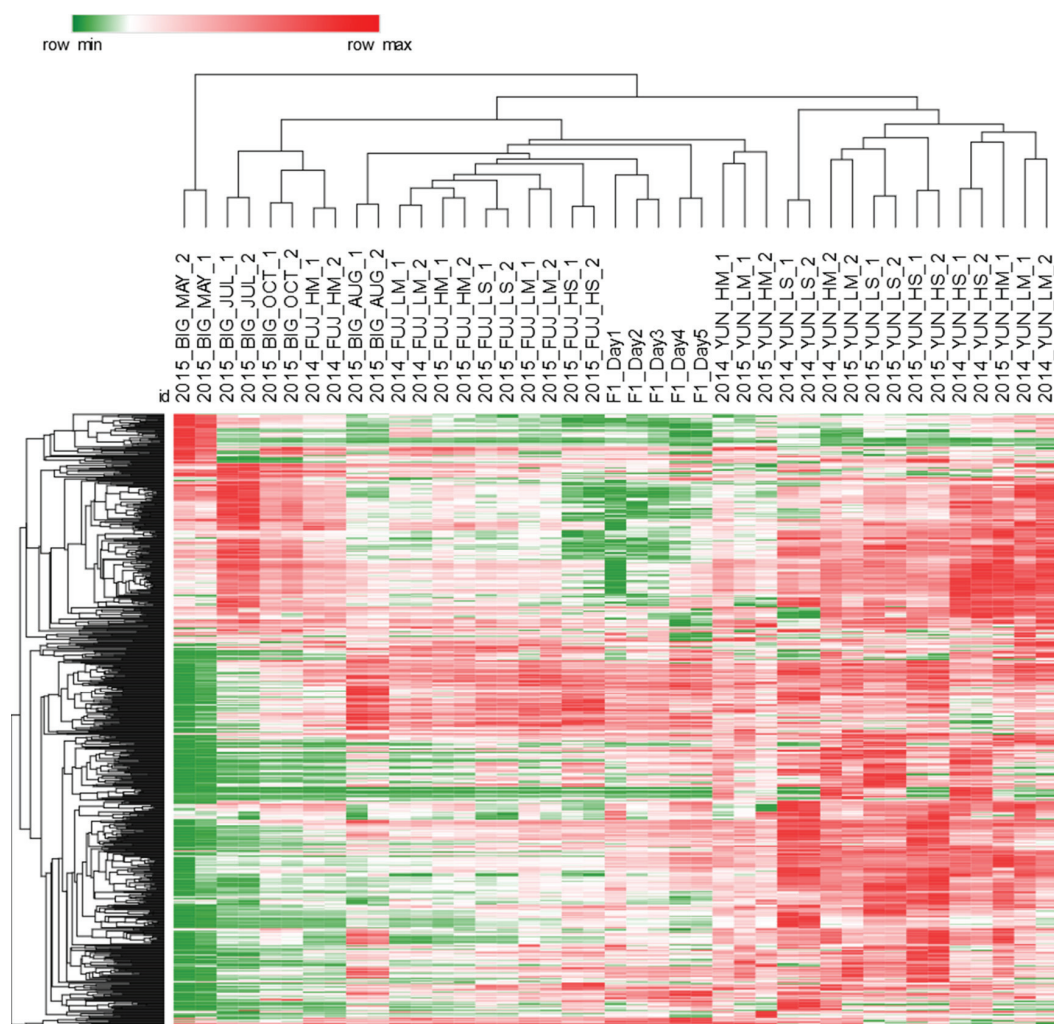 row min
row max
id
2015_BIG_MAY_2
2015_BIG_MAY_1
2015_BIG_JUL_1
2015_BIG_JUL_2
2015_BIG_OCT_1
2015_BIG_OCT_2
2014_FUJ_HM_1
2014_FUJ_HM_2
2015_BIG_AUG_1
2015_BIG_AUG_2
2014_FUJ_LM_1
2014_FUJ_LM_2
2015_FUJ_HM_1
2015_FUJ_HM_2
2015_FUJ_LS_1
2015_FUJ_LS_2
2015_FUJ_LM_1
2015_FUJ_LM_2
2015_FUJ_HS_1
2015_FUJ_HS_2
F1_Day1
F1_Day2
F1_Day3
F1_Day4
F1_Day5
2014_YUN_HM_1
2015_YUN_LM_1
2015_YUN_HM_2
2014_YUN_LS_1
2014_YUN_LS_2
2014_YUN_HM_2
2015_YUN_LM_2
2015_YUN_LS_1
2015_YUN_LS_2
2015_YUN_HS_1
2015_YUN_HS_2
2014_YUN_HS_1
2014_YUN_HS_2
2015_YUN_HM_1
2014_YUN_LM_1
2014_YUN_LM_2